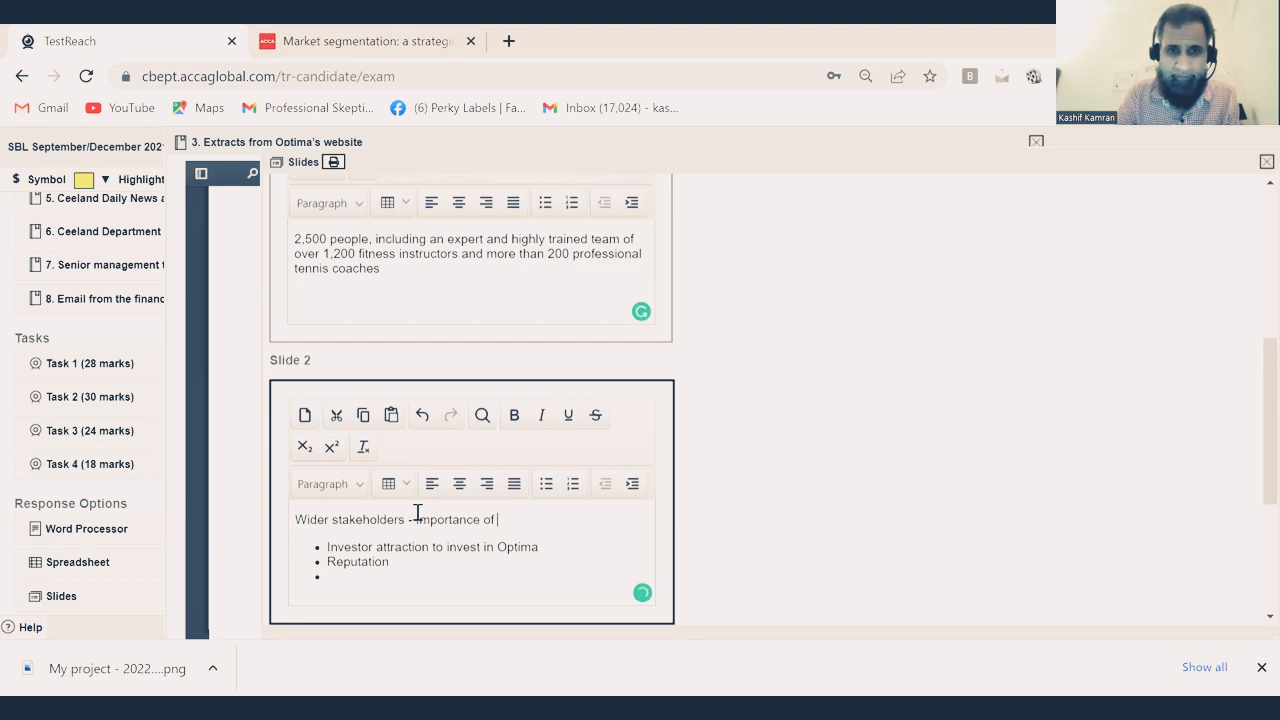 TestReach
Market segmentation: a strategic
cbept.accaglobal.com/tr-candidate/exam
Gmail
YouTube
Maps
Professional Skepti...
(6) Perky Labels | Fa...
Inbox (17,024) - kas...
Kashif Kamran
SBL September/December 202
3. Extracts from Optima's website
Slides
Symbol
Highlight
5. Ceeland Daily News
6. Ceeland Department
7. Senior management
8. Email from the financ
Tasks
Task 1 (28 marks)
Task 2 (30 marks)
Task 3 (24 marks)
Task 4 (18 marks)
Response Options
Word Processor
Spreadsheet
Slides
Help
Paragraph
2,500 people, including an expert and highly trained team of
over 1,200 fitness instructors and more than 200 professional
tennis coaches
Slide 2
Paragraph
Wider stakeholders - importance of
• Investor attraction to invest in Optima
• Reputation
•
My project - 2022....png
Show all